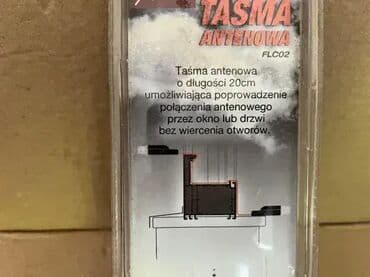 TAŚMA
ANTENOWA
FLC02
Taśma antenowa
o długości 20cm
umożliwiająca poprowadzenie
połączenia antenowego
przez okno lub drzwi
bez wiercenia otworów.